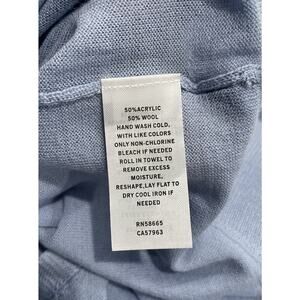 50%ACRYLIC
50% WOOL
HAND WASH COLD,
WITH LIKE COLORS
ONLY NON-CHLORINE
BLEACH IF NEEDED
ROLL IN TOWEL TO
REMOVE EXCESS
MOISTURE,
RESHAPE,LAY FLAT TO
DRY COOL IRON IF
NEEDED
RN58665
CA57963